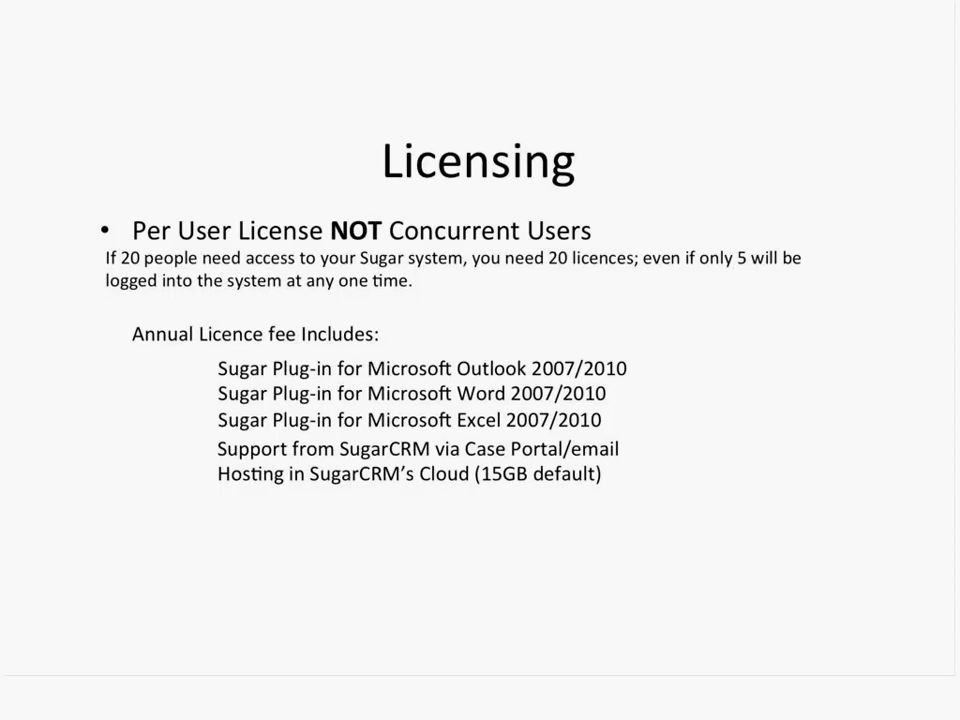 Licensing
• Per User License NOT Concurrent Users
If 20 people need access to your Sugar system, you need 20 licences; even if only 5 will be
logged into the system at any one time.
Annual Licence fee Includes:
Sugar Plug-in for Microsoft Outlook 2007/2010
Sugar Plug-in for Microsoft Word 2007/2010
Sugar Plug-in for Microsoft Excel 2007/2010
Support from SugarCRM via Case Portal/email
Hosting in SugarCRM’s Cloud (15GB default)